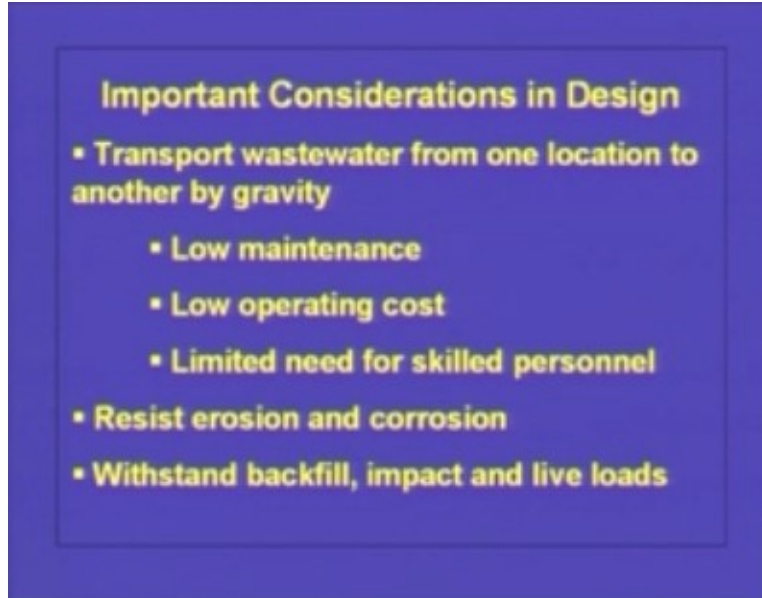 Important Considerations in Design
▪ Transport wastewater from one location to
another by gravity
▪ Low maintenance
▪ Low operating cost
▪ Limited need for skilled personnel
▪ Resist erosion and corrosion
▪ Withstand backfill, impact and live loads